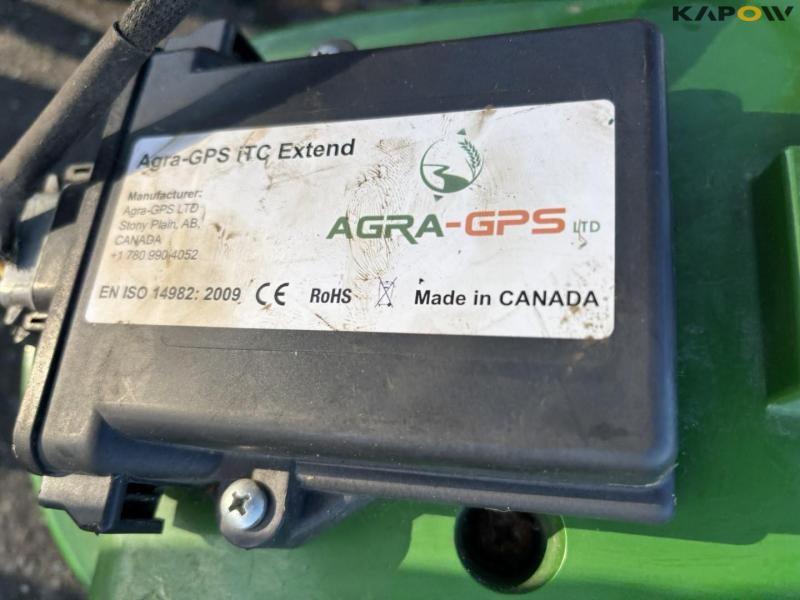 KAPOW
Agra-GPS iTC Extend
Manufacturer:
Agra-GPS LTD
Stony Plain, AB,
CANADA
+1 780 990 4052
AGRA-GPS LTD
EN ISO 14982: 2009 CE RoHS Made in CANADA